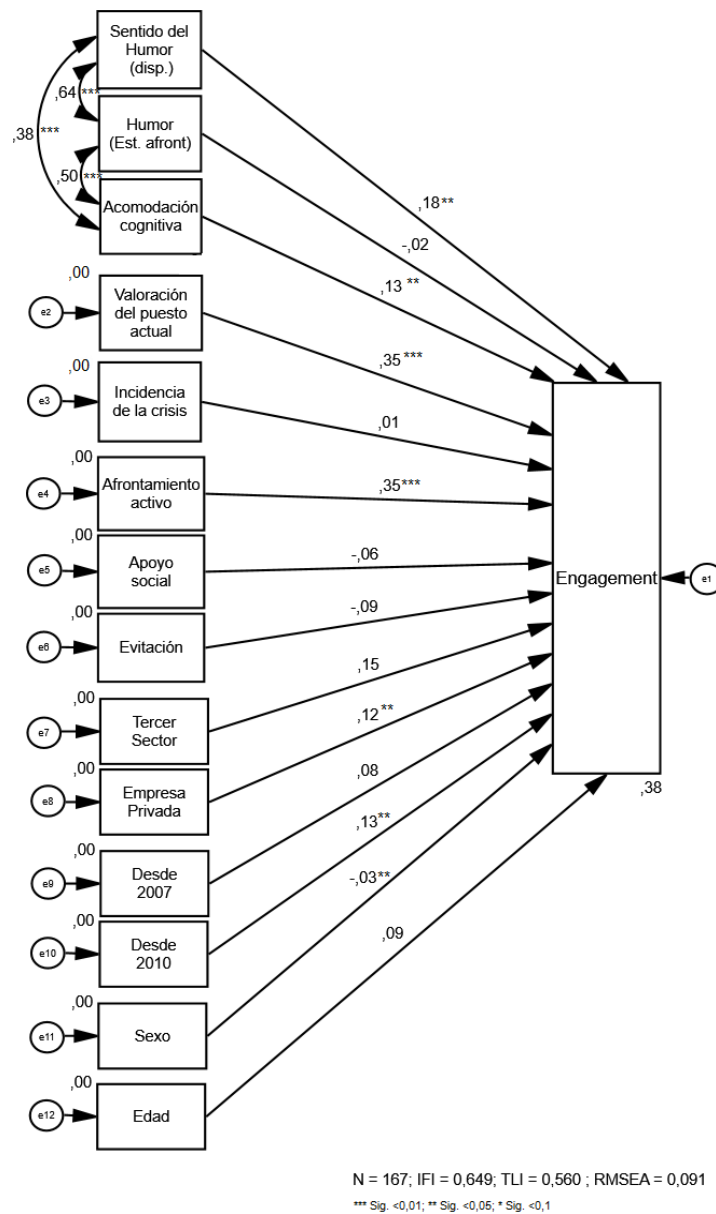 Sentido del
Humor
(disp.)
,64 ***
Humor
(Est. afront)
,38 ***
,50 ***
Acomodación
cognitiva
,18 **
-,02
,13 **
,00
e2
Valoración
del puesto
actual
,35 ***
,00
e3
Incidencia
de la crisis
,01
,00
e4
Afrontamiento
activo
,35***
,00
e5
Apoyo
social
-,06
Engagement
e1
,00
e6
Evitación
-,09
,00
e7
Tercer
Sector
,15
,00
e8
Empresa
Privada
,12 **
,38
,00
e9
Desde
2007
,08
,00
e10
Desde
2010
,13**
,00
e11
Sexo
-,03**
,00
e12
Edad
,09
N = 167; IFI = 0,649; TLI = 0,560 ; RMSEA = 0,091
*** Sig. <0,01; ** Sig. <0,05; * Sig. <0,1